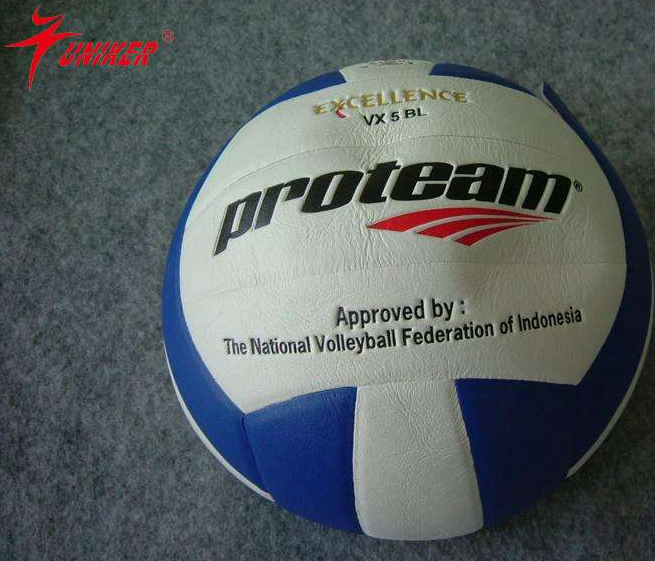 UNIKER®
EXCELLENCE
VX 5 BL
proteam®
Approved by :
The National Volleyball Federation of Indonesia